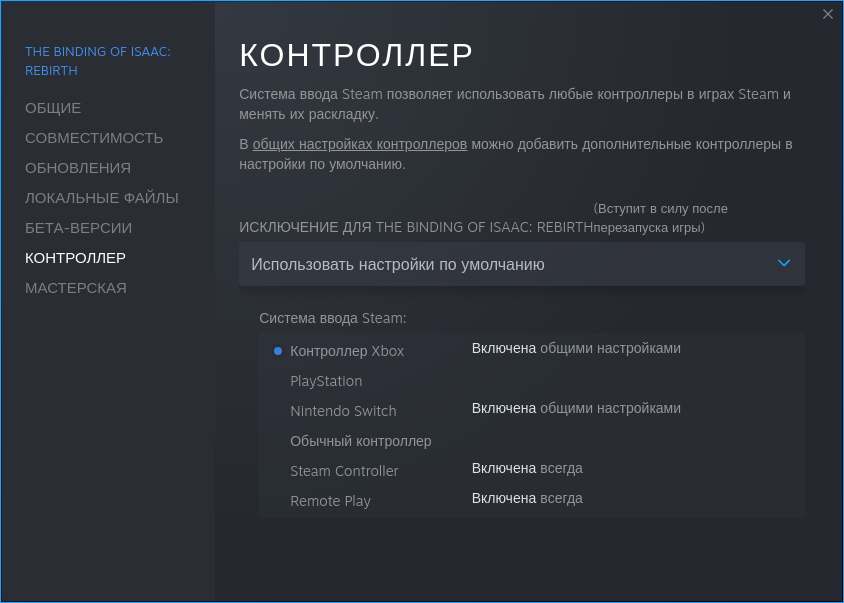 THE BINDING OF ISAAC:
REBIRTH
ОБЩИЕ
СОВМЕСТИМОСТЬ
ОБНОВЛЕНИЯ
ЛОКАЛЬНЫЕ ФАЙЛЫ
БЕТА-ВЕРСИИ
КОНТРОЛЛЕР
МАСТЕРСКАЯ
КОНТРОЛЛЕР
Система ввода Steam позволяет использовать любые контроллеры в играх Steam и
менять их раскладку.
В общих настройках контроллеров можно добавить дополнительные контроллеры в
настройки по умолчанию.
(Вступит в силу после
ИСКЛЮЧЕНИЕ ДЛЯ THE BINDING OF ISAAC: REBIRTHперезапуска игры)
Использовать настройки по умолчанию
Система ввода Steam:
Контроллер Xbox Включена общими настройками
PlayStation
Nintendo Switch Включена общими настройками
Обычный контроллер
Steam Controller Включена всегда
Remote Play Включена всегда